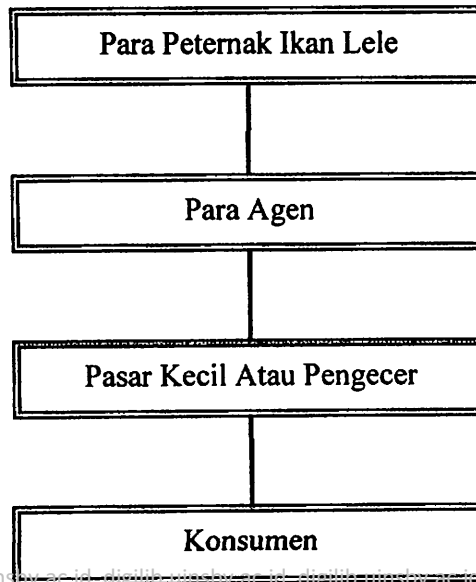 Para Peternak Ikan Lele
Para Agen
Pasar Kecil Atau Pengecer
Konsumen